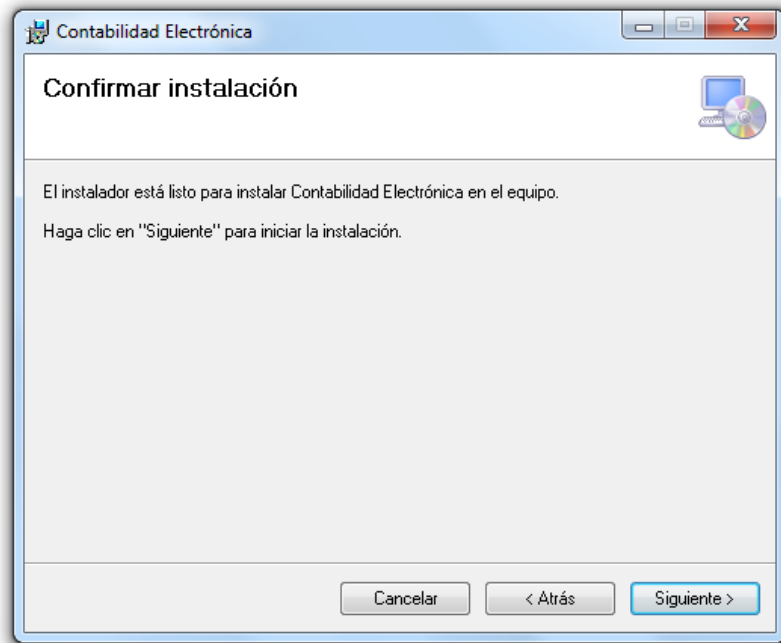 Contabilidad Electrónica
Confirmar instalación
El instalador está listo para instalar Contabilidad Electrónica en el equipo.
Haga clic en "Siguiente" para iniciar la instalación.
Cancelar
< Atrás
Siguiente >